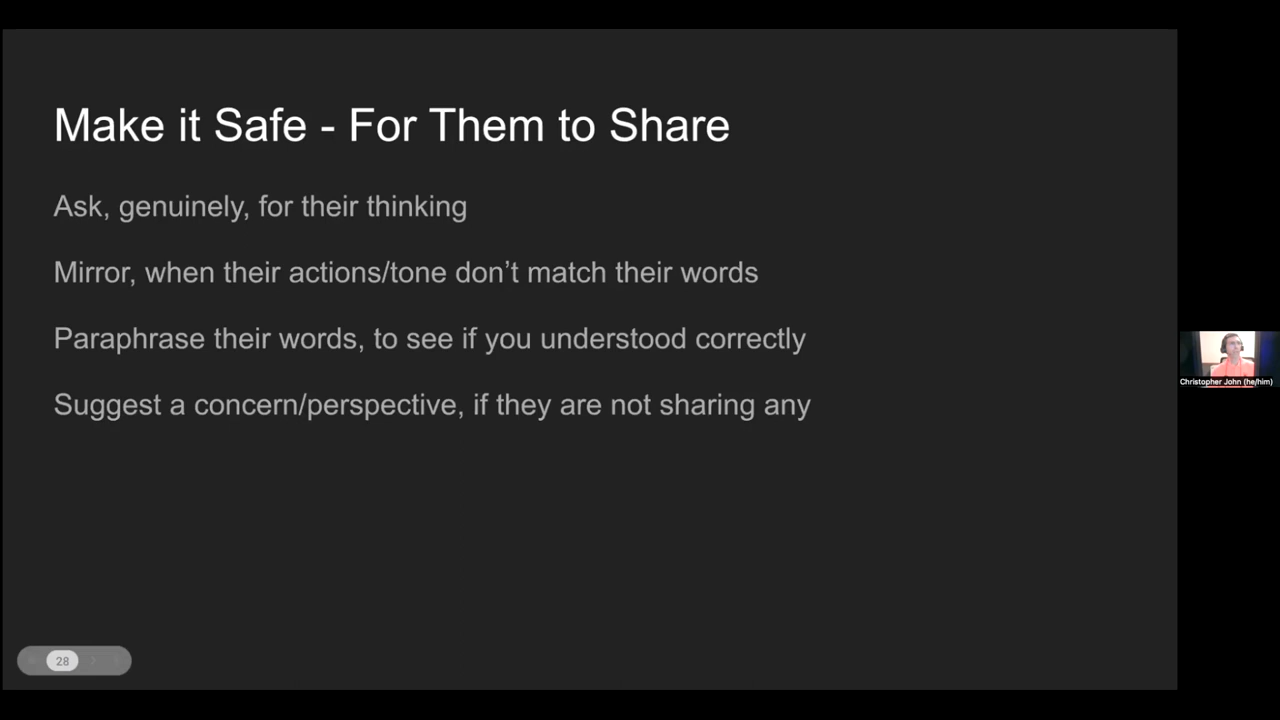 Make it Safe - For Them to Share
Ask, genuinely, for their thinking
Mirror, when their actions/tone don’t match their words
Paraphrase their words, to see if you understood correctly
Suggest a concern/perspective, if they are not sharing any
Christopher John (he/him)
28